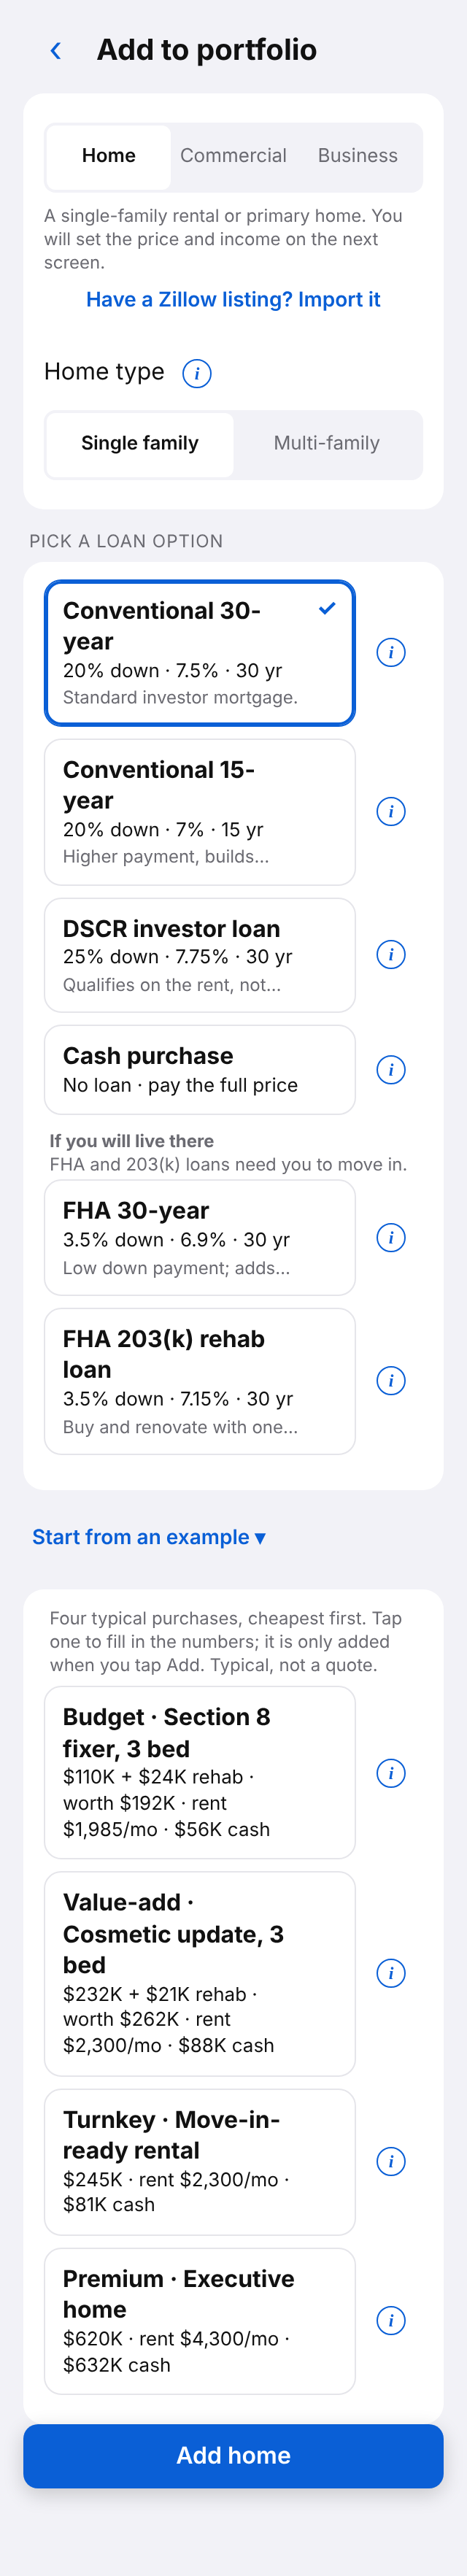 Add to portfolio
Home Commercial Business
A single-family rental or primary home. You
will set the price and income on the next
screen.
Have a Zillow listing? Import it
Home type i
Single family Multi-family
PICK A LOAN OPTION
Conventional 30-
year
20% down · 7.5% · 30 yr
Standard investor mortgage.
i
Conventional 15-
year
20% down · 7% · 15 yr
Higher payment, builds...
i
DSCR investor loan
25% down · 7.75% · 30 yr
Qualifies on the rent, not...
i
Cash purchase
No loan · pay the full price
i
If you will live there
FHA and 203(k) loans need you to move in.
FHA 30-year
3.5% down · 6.9% · 30 yr
Low down payment; adds...
i
FHA 203(k) rehab
loan
3.5% down · 7.15% · 30 yr
Buy and renovate with one...
i
Start from an example ▾
Four typical purchases, cheapest first. Tap
one to fill in the numbers; it is only added
when you tap Add. Typical, not a quote.
Budget · Section 8
fixer, 3 bed
$110K + $24K rehab ·
worth $192K · rent
$1,985/mo · $56K cash
i
Value-add ·
Cosmetic update, 3
bed
$232K + $21K rehab ·
worth $262K · rent
$2,300/mo · $88K cash
i
Turnkey · Move-in-
ready rental
$245K · rent $2,300/mo ·
$81K cash
i
Premium · Executive
home
$620K · rent $4,300/mo ·
$632K cash
i
Add home